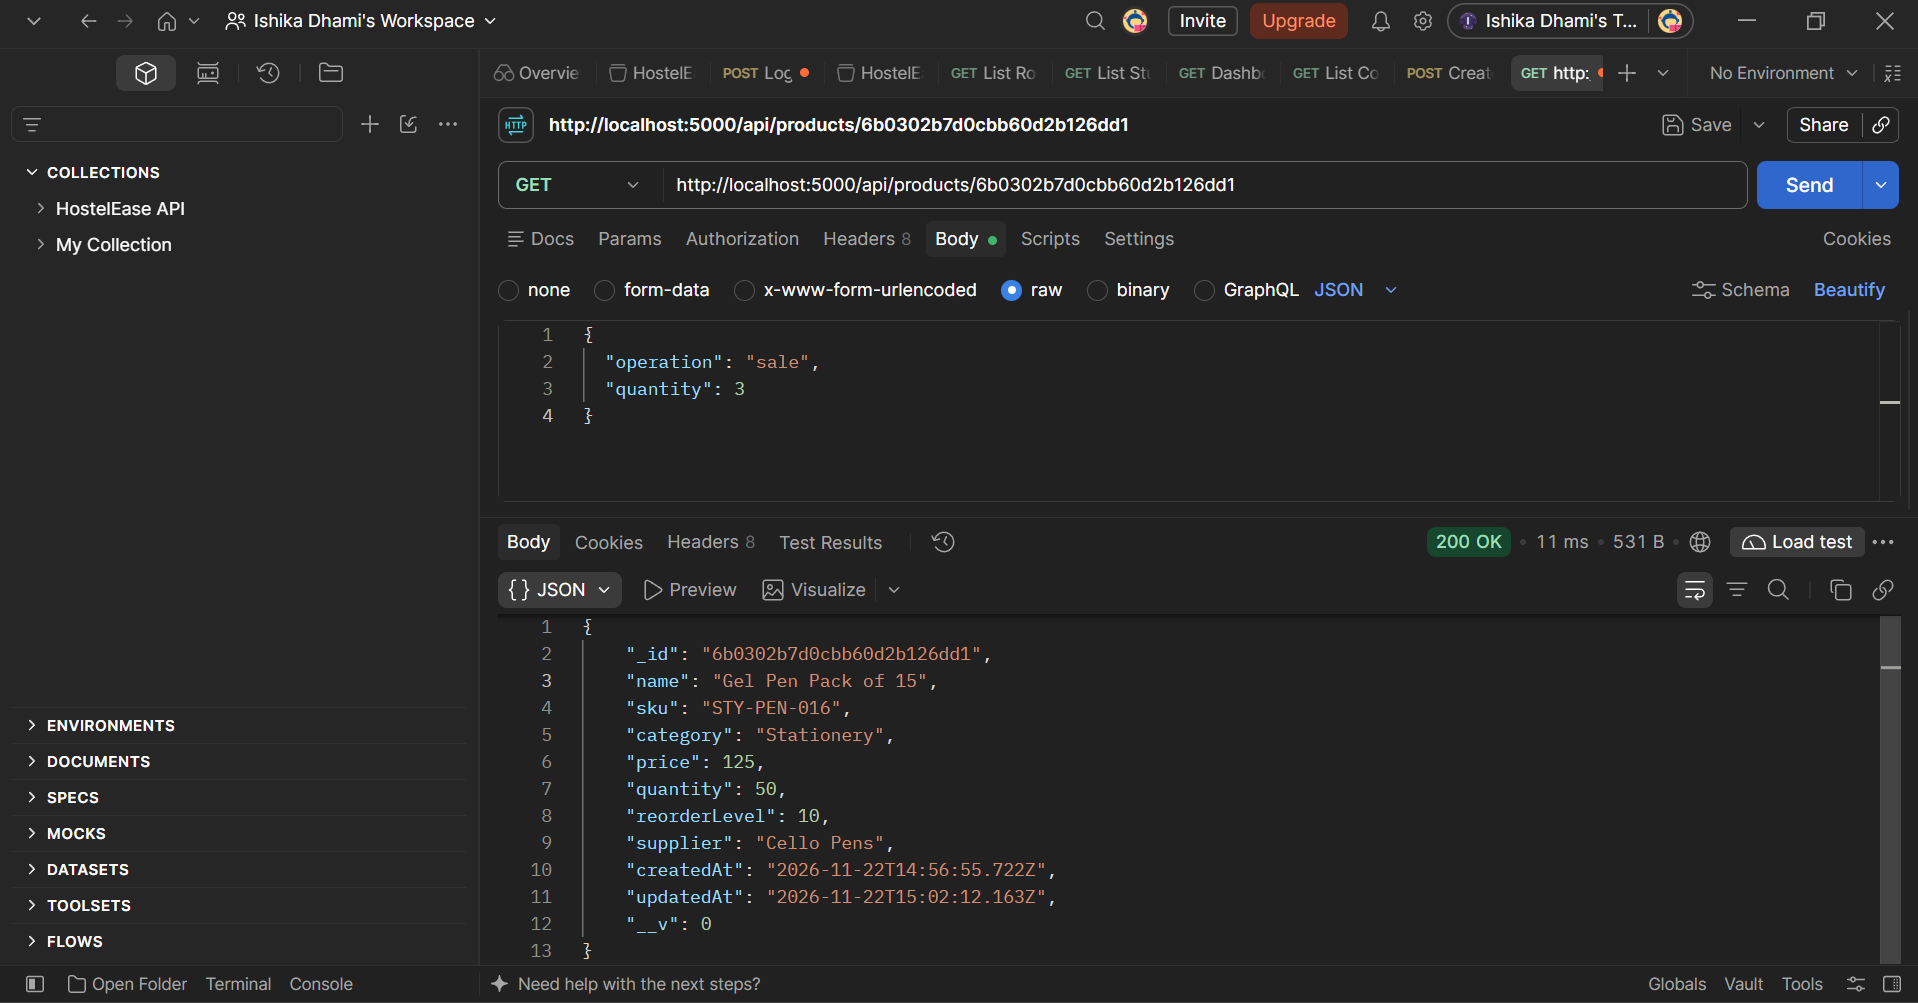 Ishika Dhami's Workspace
Invite
Upgrade
Ishika Dhami's T...
Overvie
HostelE
POST Log
HostelE
GET List Ro
GET List Stu
GET Dashb
GET List Co
POST Creat
GET http:
No Environment
HTTP
http://localhost:5000/api/products/6b0302b7d0cbb60d2b126dd1
Save
Share
COLLECTIONS
HostelEase API
My Collection
GET
http://localhost:5000/api/products/6b0302b7d0cbb60d2b126dd1
Send
Docs
Params
Authorization
Headers 8
Body
Scripts
Settings
Cookies
none
form-data
x-www-form-urlencoded
raw
binary
GraphQL
JSON
Schema
Beautify
1 {
2 "operation": "sale",
3 "quantity": 3
4 }
Body
Cookies
Headers 8
Test Results
200 OK
11 ms
531 B
Load test
{} JSON
Preview
Visualize
1 {
2 "_id": "6b0302b7d0cbb60d2b126dd1",
3 "name": "Gel Pen Pack of 15",
4 "sku": "STY-PEN-016",
5 "category": "Stationery",
6 "price": 125,
7 "quantity": 50,
8 "reorderLevel": 10,
9 "supplier": "Cello Pens",
10 "createdAt": "2026-11-22T14:56:55.722Z",
11 "updatedAt": "2026-11-22T15:02:12.163Z",
12 "__v": 0
13 }
ENVIRONMENTS
DOCUMENTS
SPECS
MOCKS
DATASETS
TOOLSETS
FLOWS
Open Folder
Terminal
Console
Need help with the next steps?
Globals
Vault
Tools